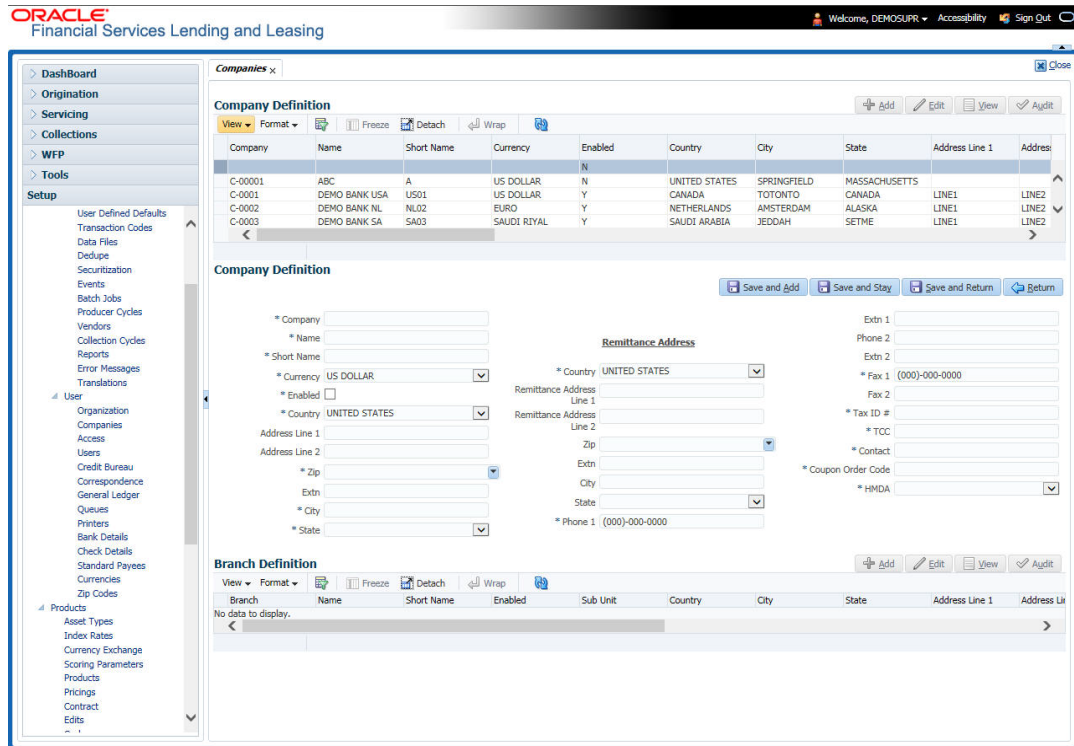 ORACLE
Financial Services Lending and Leasing
Welcome, DEMOSUPR Accessibility Sign Out
DashBoard
Origination
Servicing
Collections
WFP
Tools
Setup
User Defined Defaults
Transaction Codes
Data Files
Dedupe
Securitization
Events
Batch Jobs
Producer Cycles
Vendors
Collection Cycles
Reports
Error Messages
Translations
User
Organization
Companies
Access
Users
Credit Bureau
Correspondence
General Ledger
Queues
Printers
Bank Details
Check Details
Standard Payees
Currencies
Zip Codes
Products
Asset Types
Index Rates
Currency Exchange
Scoring Parameters
Products
Pricings
Contract
Edits
Companies x
Close
Company Definition
Add Edit View Audit
View Format Freeze Detach Wrap
Company Name Short Name Currency Enabled Country City State Address Line 1 Address
N
C-00001 ABC A US DOLLAR N UNITED STATES SPRINGFIELD MASSACHUSETTS
C-0001 DEMO BANK USA US01 US DOLLAR Y CANADA TOTONTO CANADA LINE1 LINE2
C-0002 DEMO BANK NL NL02 EURO Y NETHERLANDS AMSTERDAM ALASKA LINE1 LINE2
C-0003 DEMO BANK SA SA03 SAUDI RIYAL Y SAUDI ARABIA JEDDAH SETME LINE1 LINE2
Company Definition
Save and Add Save and Stay Save and Return Return
* Company
* Name
* Short Name
* Currency US DOLLAR
* Enabled
* Country UNITED STATES
Address Line 1
Address Line 2
* Zip
Extn
* City
* State
Remittance Address
* Country UNITED STATES
Remittance Address
Line 1
Remittance Address
Line 2
Zip
Extn
City
State
* Phone 1 (000)-000-0000
Extn 1
Phone 2
Extn 2
* Fax 1 (000)-000-0000
Fax 2
* Tax ID #
* TCC
* Contact
* Coupon Order Code
* HMDA
Branch Definition
Add Edit View Audit
View Format Freeze Detach Wrap
Branch Name Short Name Enabled Sub Unit Country City State Address Line 1 Address Li
No data to display.